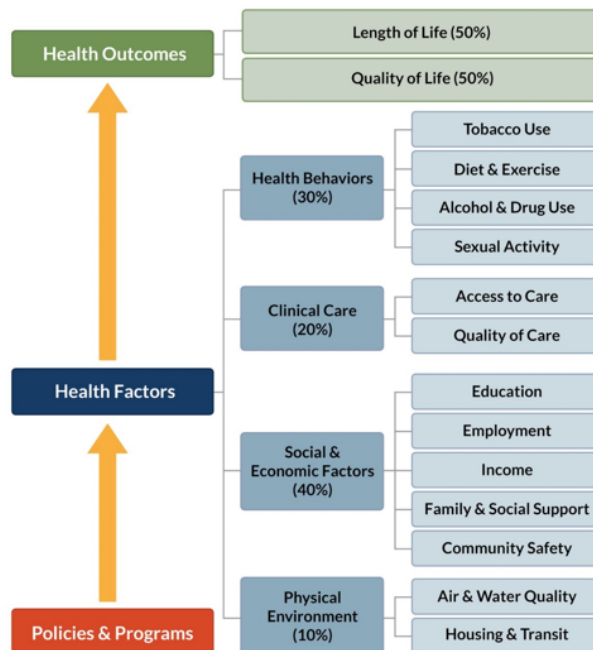 Health Outcomes
Length of Life (50%)
Quality of Life (50%)
Health Factors
Health Behaviors
(30%)
Tobacco Use
Diet & Exercise
Alcohol & Drug Use
Sexual Activity
Clinical Care
(20%)
Access to Care
Quality of Care
Social &
Economic Factors
(40%)
Education
Employment
Income
Family & Social Support
Community Safety
Physical
Environment
(10%)
Air & Water Quality
Housing & Transit
Policies & Programs